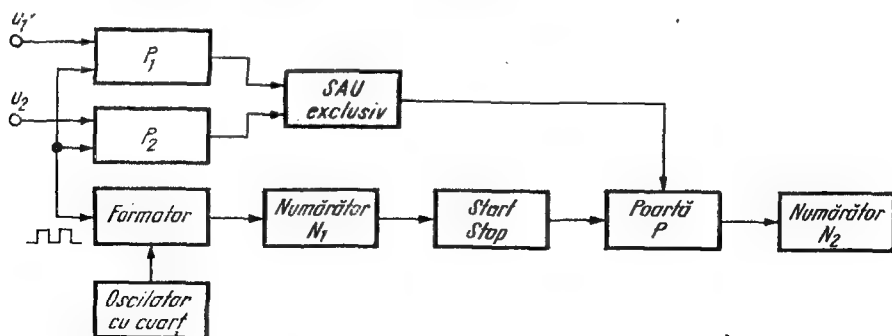 u₁
P₁
u₂
P₂
SAU
exclusiv
Formator
Numărător
N₁
Start
Stop
Poartă
P
Numărător
N₂
Oscilator
cu cuarț